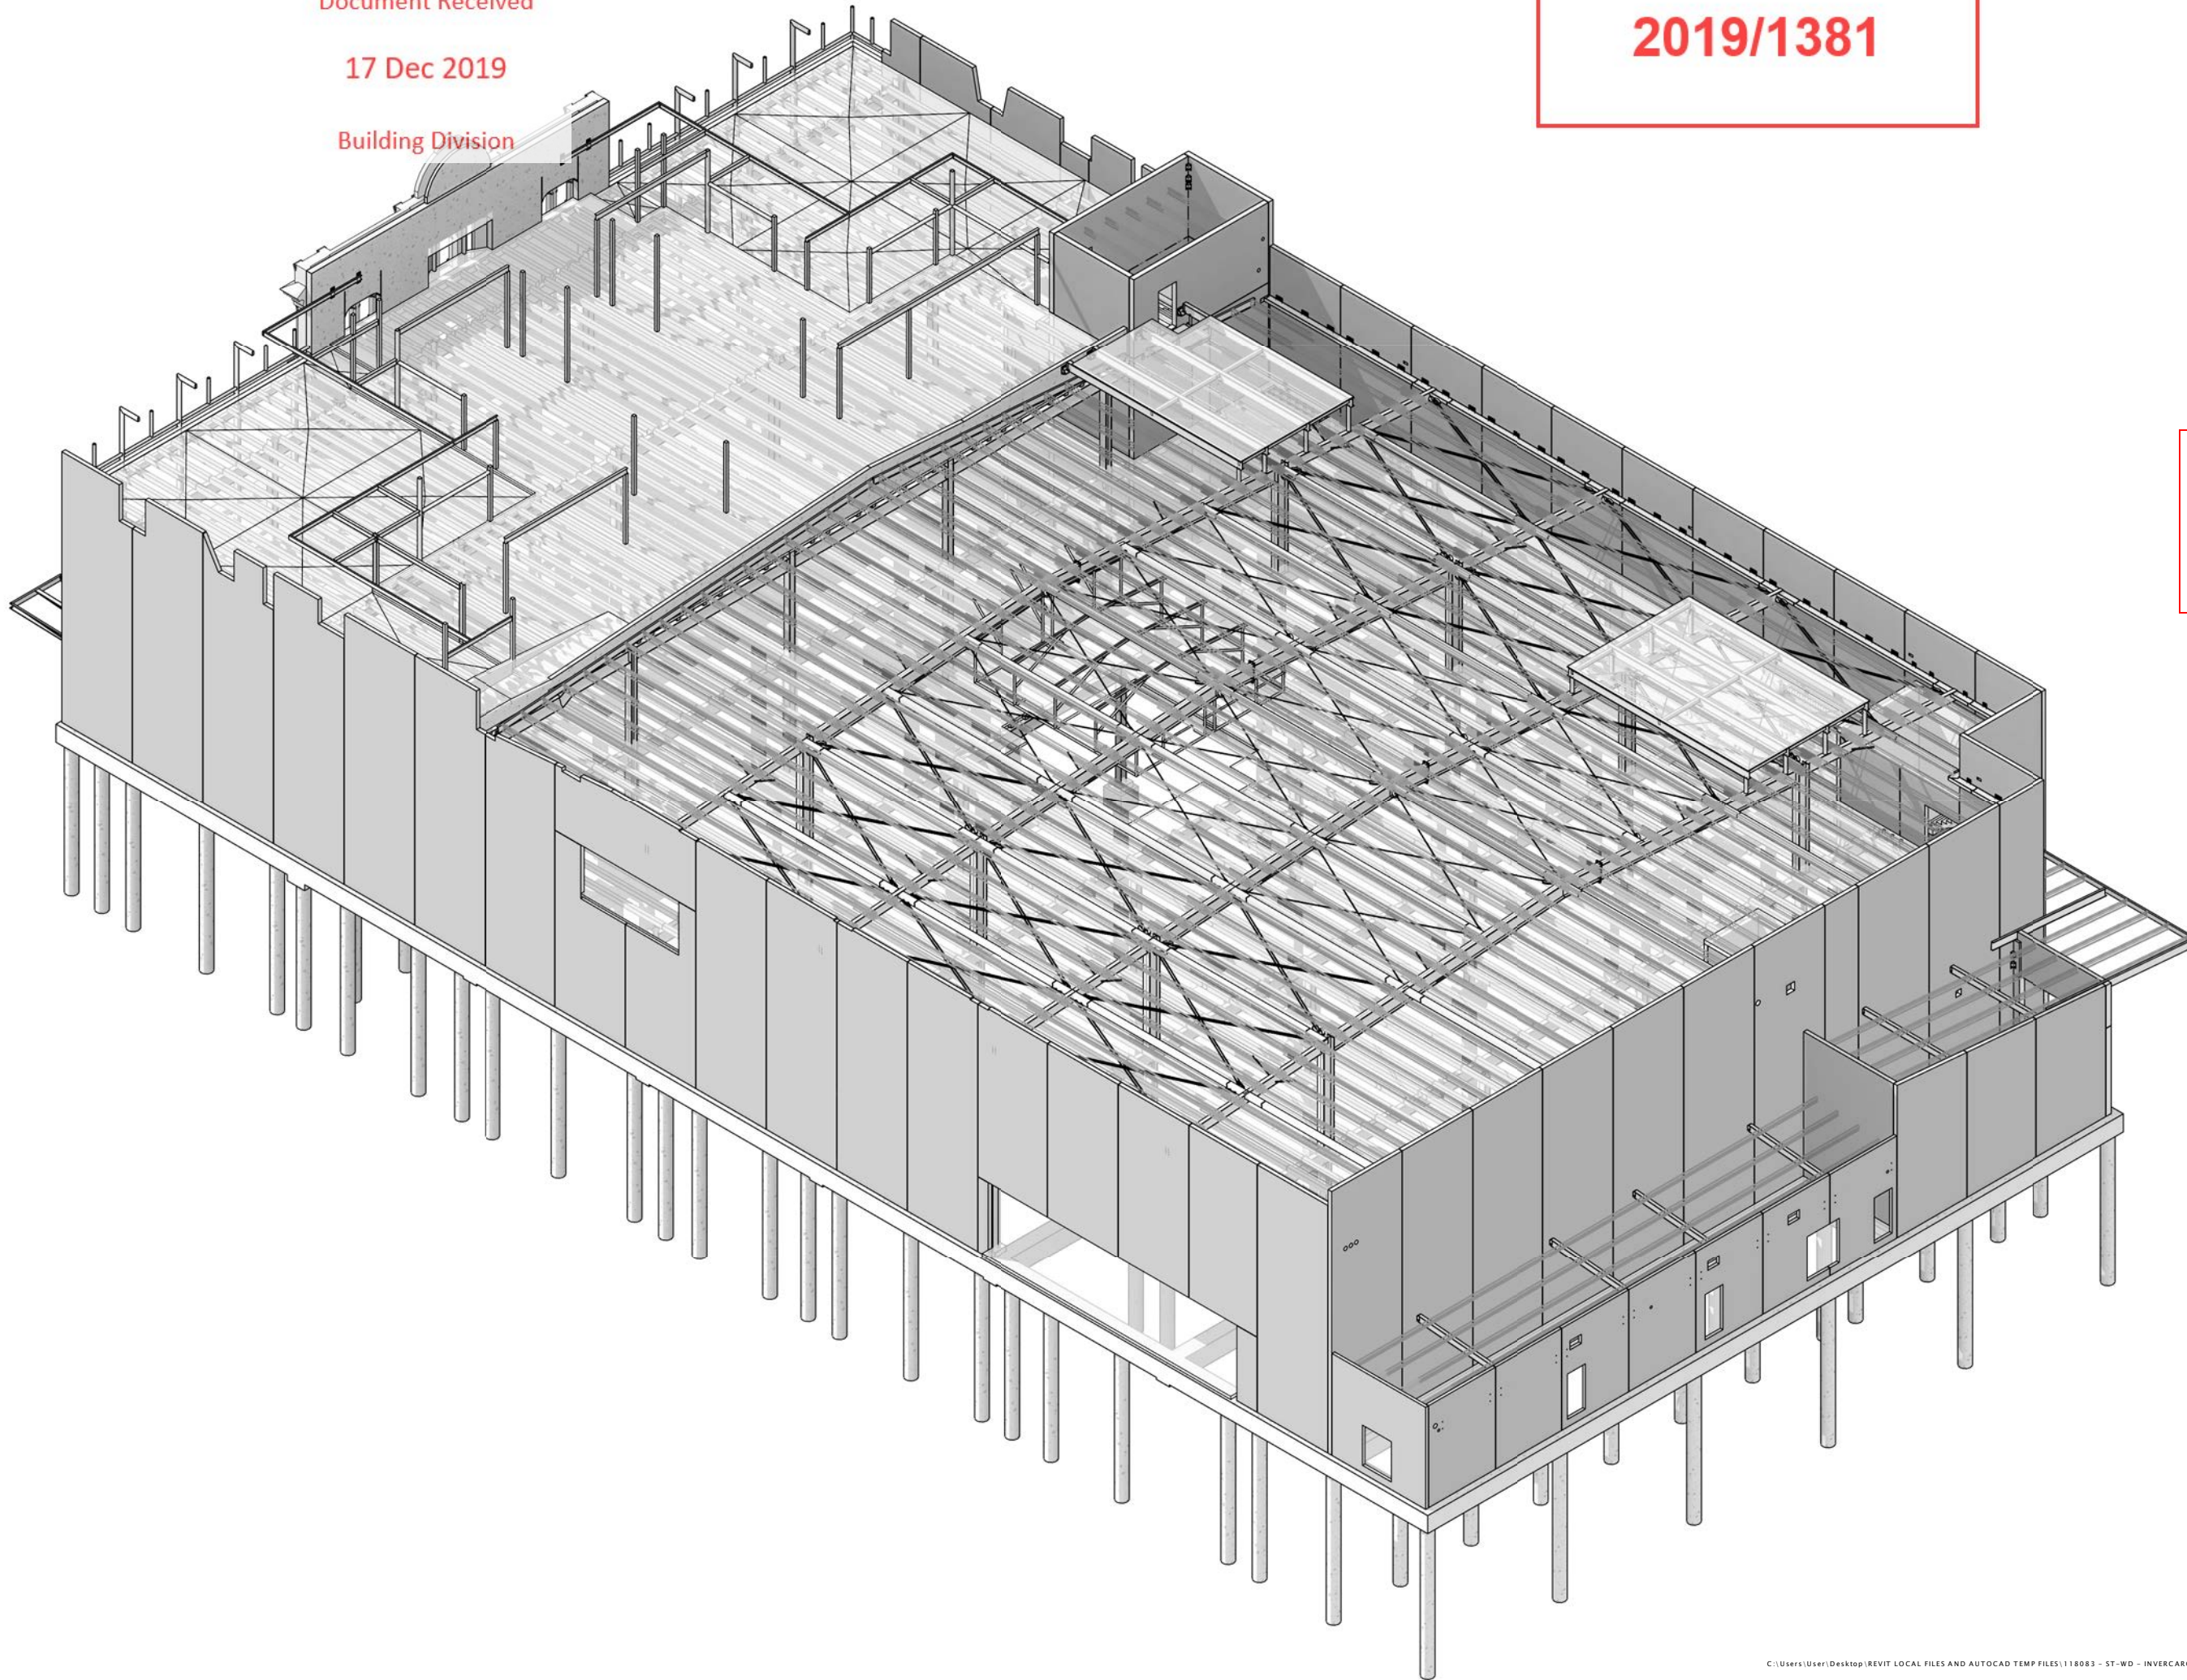 Document Received
17 Dec 2019
Building Division
2019/1381
C:\Users\User\Desktop\REVIT LOCAL FILES AND AUTOCAD TEMP FILES\118083 - ST-WD - INVERCAR